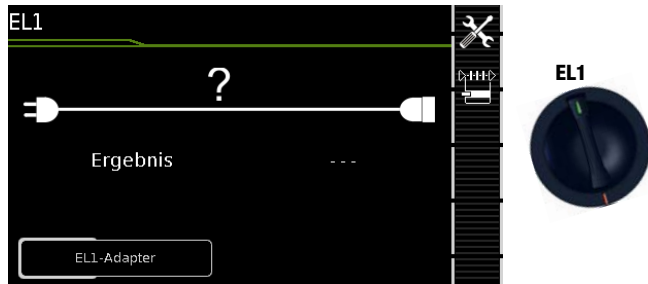 EL1
?
Ergebnis
---
EL1-Adapter
EL1